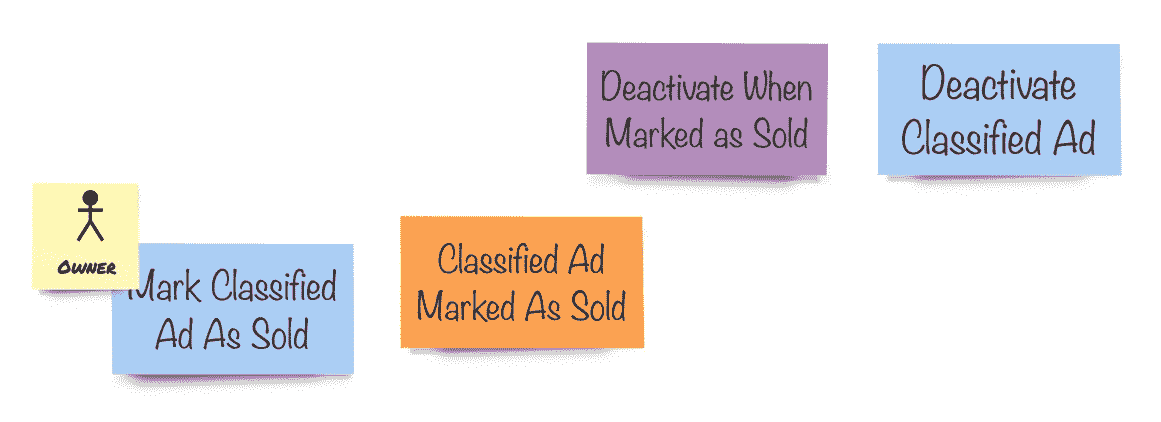 Deactivate When
Marked as Sold
Deactivate
Classified Ad
OWNER
Mark Classified
Ad As Sold
Classified Ad
Marked As Sold